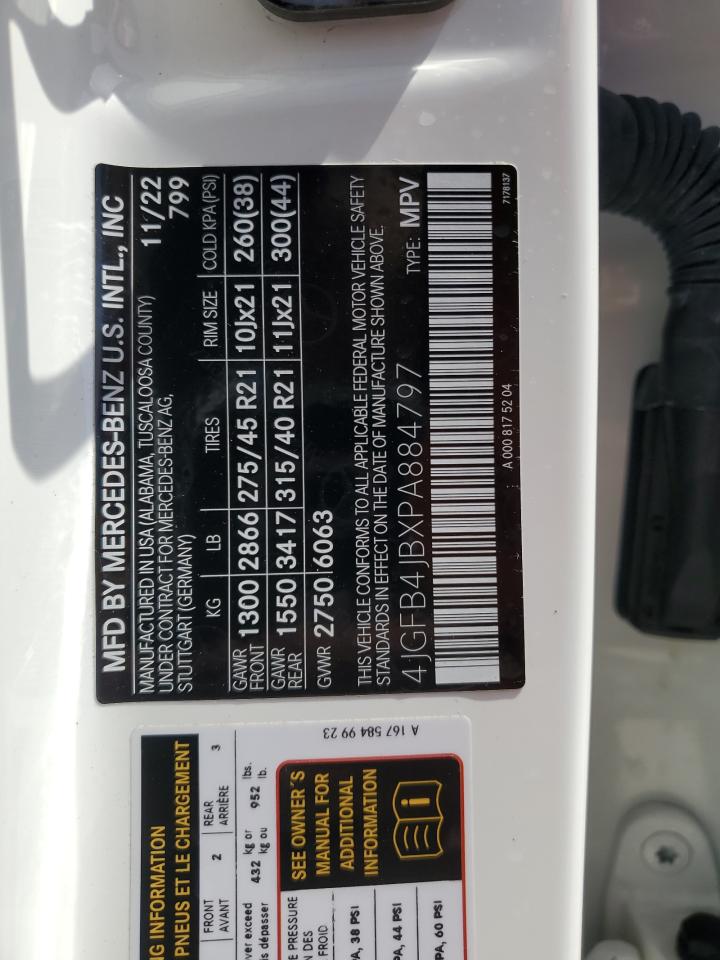 MFD BY MERCEDES-BENZ U.S. INTL., INC
MANUFACTURED IN USA (ALABAMA, TUSCALOOSA COUNTY)
UNDER CONTRACT FOR MERCEDES-BENZ AG,
STUTTGART (GERMANY)
11/22
799
KG LB TIRES RIM SIZE COLD KPA (PSI)
GAWR FRONT 1300 2866 275/45 R21 10Jx21 260(38)
GAWR REAR 1550 3417 315/40 R21 11Jx21 300(44)
GVWR 2750 6063
THIS VEHICLE CONFORMS TO ALL APPLICABLE FEDERAL MOTOR VEHICLE SAFETY
STANDARDS IN EFFECT ON THE DATE OF MANUFACTURE SHOWN ABOVE.
4JGFB4JBXPA884797 TYPE: MPV
A 000 817 52 04
7178137
A 167 584 99 23
NG INFORMATION
PNEUS ET LE CHARGEMENT
FRONT 2 REAR 3
AVANT ARRIÈRE
ver exceed 432 kg or 952 lbs.
is dépasser kg ou lb.
E PRESSURE
N DES
FROID
SEE OWNER'S
MANUAL FOR
ADDITIONAL
INFORMATION
PA, 38 PSI
PA, 44 PSI
PA, 60 PSI